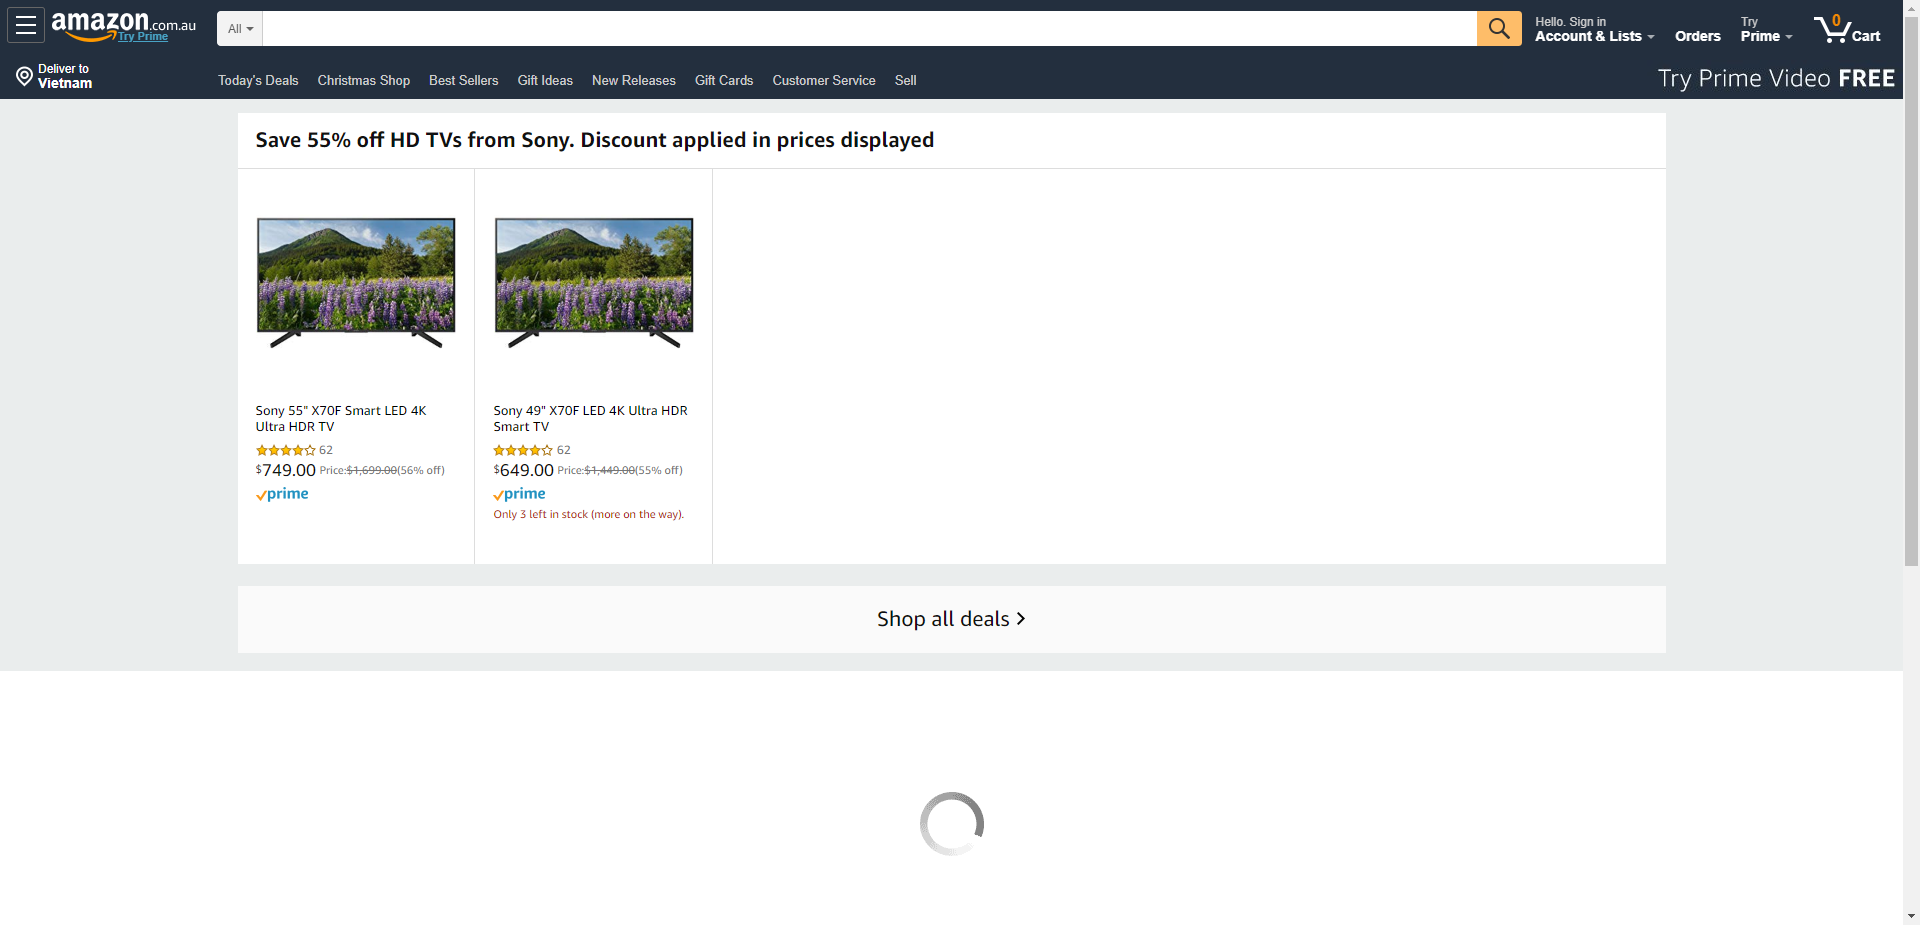 amazon.com.au
Try Prime
All
Hello. Sign in
Account & Lists
Orders
Try
Prime
0
Cart
Deliver to
Vietnam
Today's Deals
Christmas Shop
Best Sellers
Gift Ideas
New Releases
Gift Cards
Customer Service
Sell
Try Prime Video FREE
Save 55% off HD TVs from Sony. Discount applied in prices displayed
Sony 55" X70F Smart LED 4K
Ultra HDR TV
62
$749.00 Price:$1,699.00(56% off)
prime
Sony 49" X70F LED 4K Ultra HDR
Smart TV
62
$649.00 Price:$1,449.00(55% off)
prime
Only 3 left in stock (more on the way).
Shop all deals